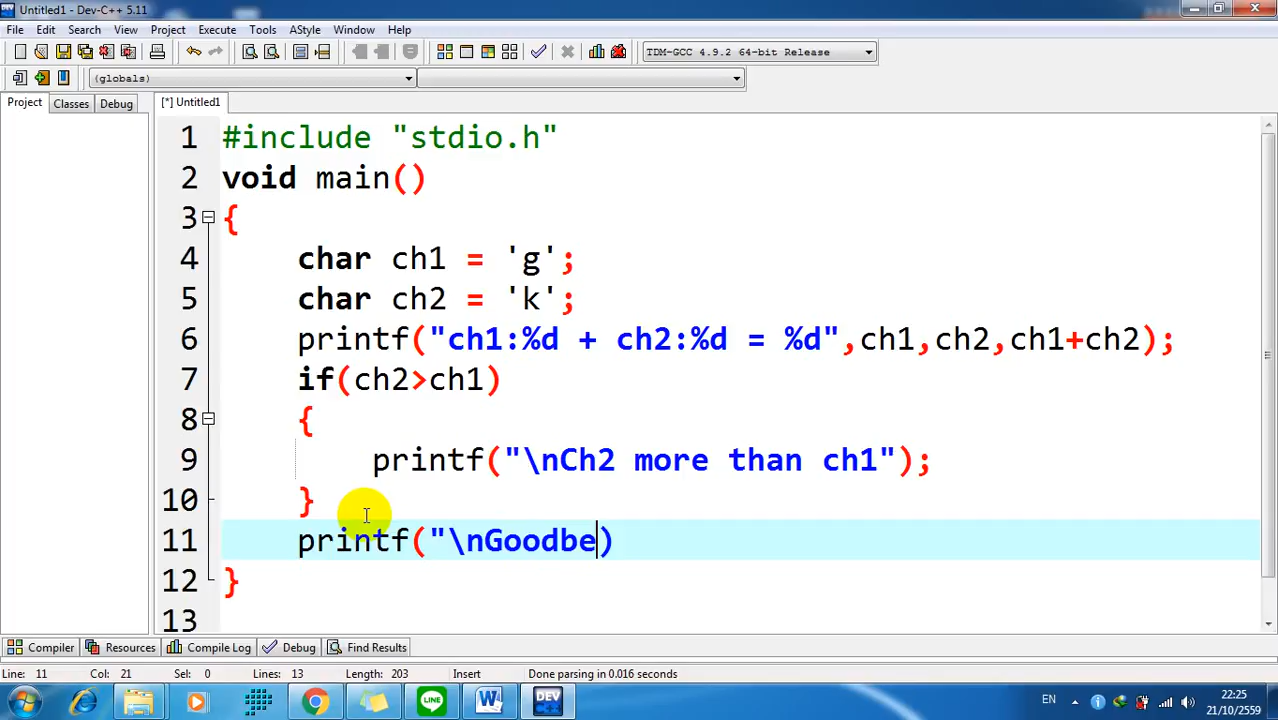 Untitled1 - Dev-C++ 5.11
File Edit Search View Project Execute Tools AStyle Window Help
TDM-GCC 4.9.2 64-bit Release
(globals)
Project Classes Debug [*] Untitled1
1 #include "stdio.h"
2 void main()
3 {
4 char ch1 = 'g';
5 char ch2 = 'k';
6 printf("ch1:%d + ch2:%d = %d",ch1,ch2,ch1+ch2);
7 if(ch2>ch1)
8 {
9 printf("\nCh2 more than ch1");
10 }
11 printf("\nGoodbe)
12 }
13
Compiler Resources Compile Log Debug Find Results
Line: 11 Col: 21 Sel: 0 Lines: 13 Length: 203 Insert Done parsing in 0.016 seconds
EN 22:25
21/10/2559